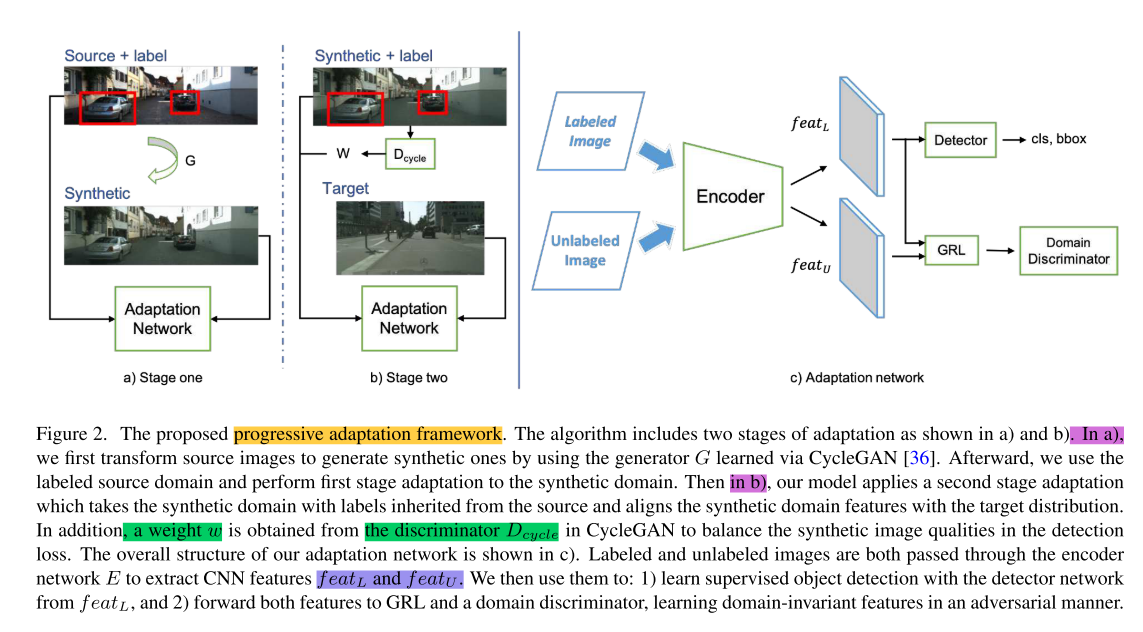 Source + label
G
Synthetic
Adaptation
Network
a) Stage one
Synthetic + label
W
Dcycle
Target
Adaptation
Network
b) Stage two
Labeled
Image
Unlabeled
Image
Encoder
featL
featU
Detector
cls, bbox
GRL
Domain
Discriminator
c) Adaptation network
Figure 2. The proposed progressive adaptation framework. The algorithm includes two stages of adaptation as shown in a) and b). In a),
we first transform source images to generate synthetic ones by using the generator G learned via CycleGAN [36]. Afterward, we use the
labeled source domain and perform first stage adaptation to the synthetic domain. Then in b), our model applies a second stage adaptation
which takes the synthetic domain with labels inherited from the source and aligns the synthetic domain features with the target distribution.
In addition, a weight w is obtained from the discriminator Dcycle in CycleGAN to balance the synthetic image qualities in the detection
loss. The overall structure of our adaptation network is shown in c). Labeled and unlabeled images are both passed through the encoder
network E to extract CNN features featL and featU. We then use them to: 1) learn supervised object detection with the detector network
from featL, and 2) forward both features to GRL and a domain discriminator, learning domain-invariant features in an adversarial manner.